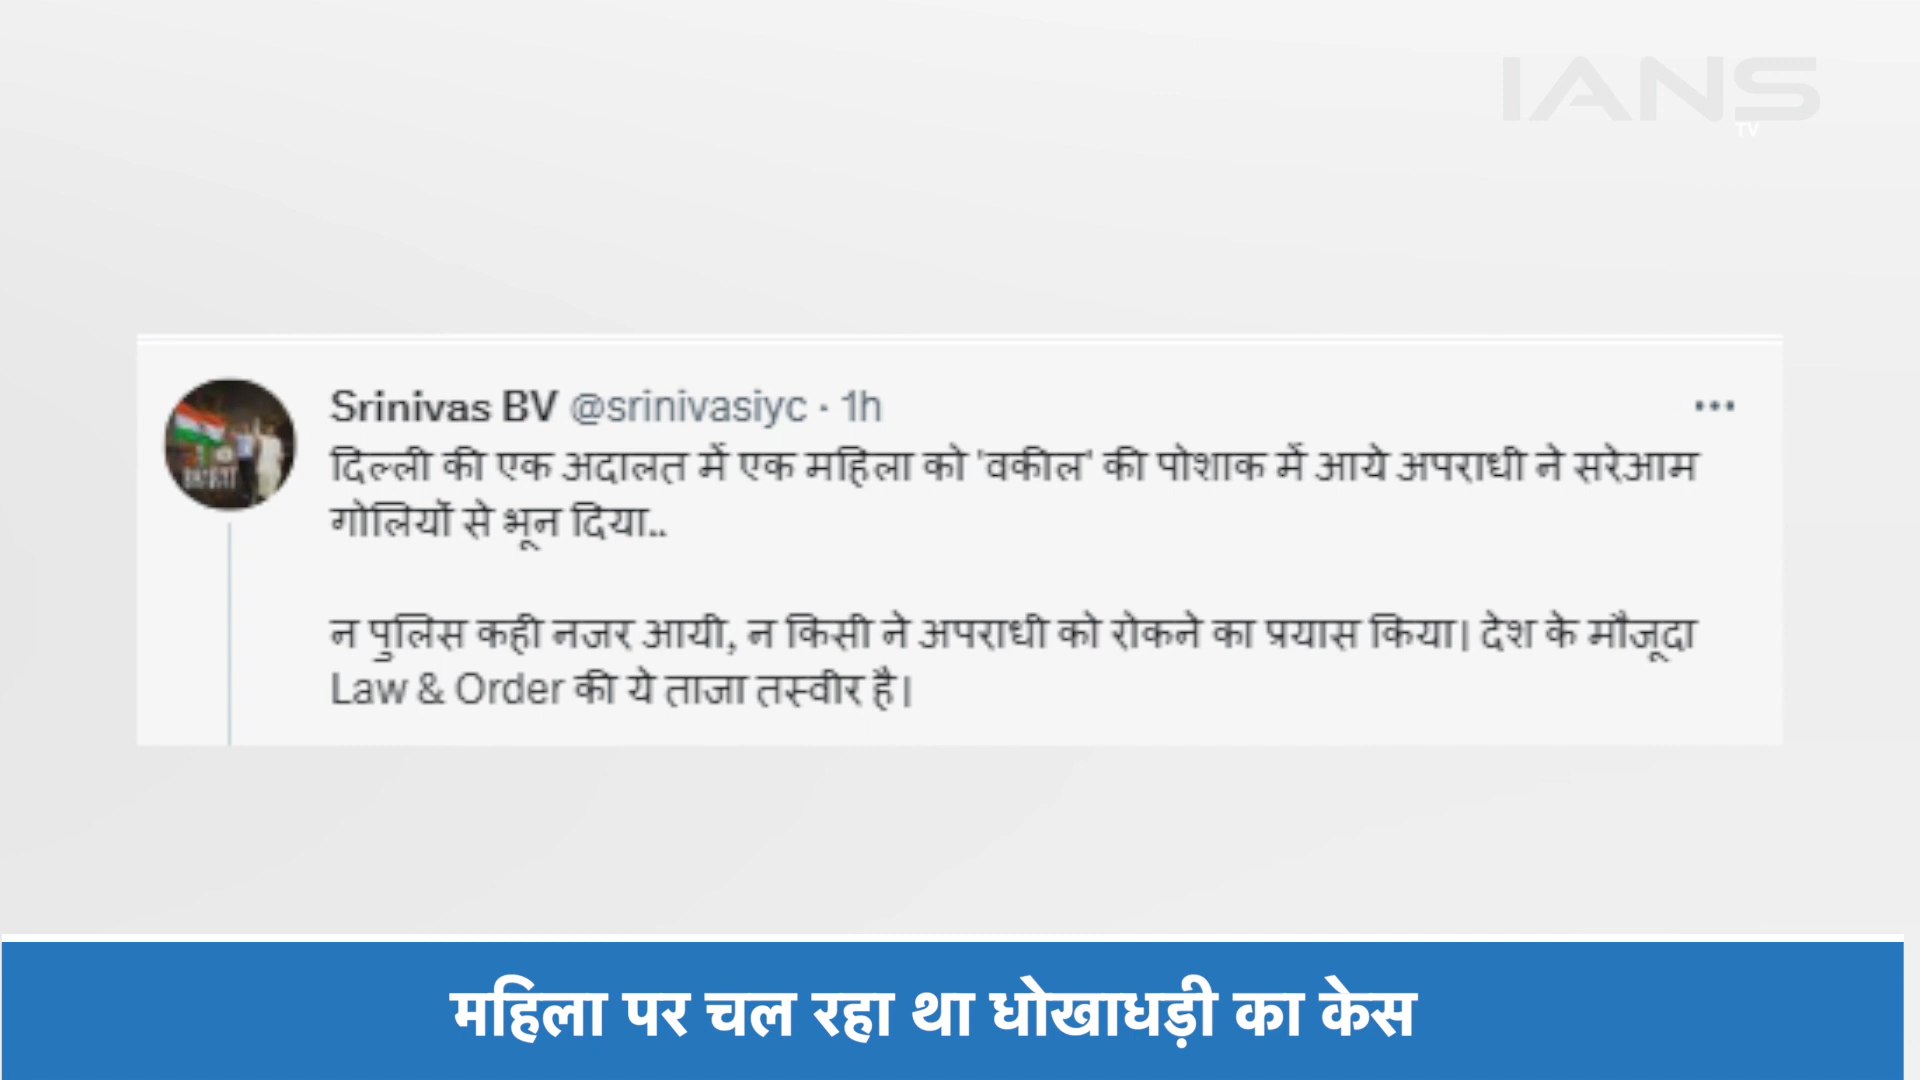 IANS
TV
Srinivas BV @srinivasiyc · 1h
दिल्ली की एक अदालत में एक महिला को 'वकील' की पोशाक में आये अपराधी ने सरेआम
गोलियों से भून दिया..
न पुलिस कही नजर आयी, न किसी ने अपराधी को रोकने का प्रयास किया। देश के मौजूदा
Law & Order की ये ताजा तस्वीर है।
महिला पर चल रहा था धोखाधड़ी का केस